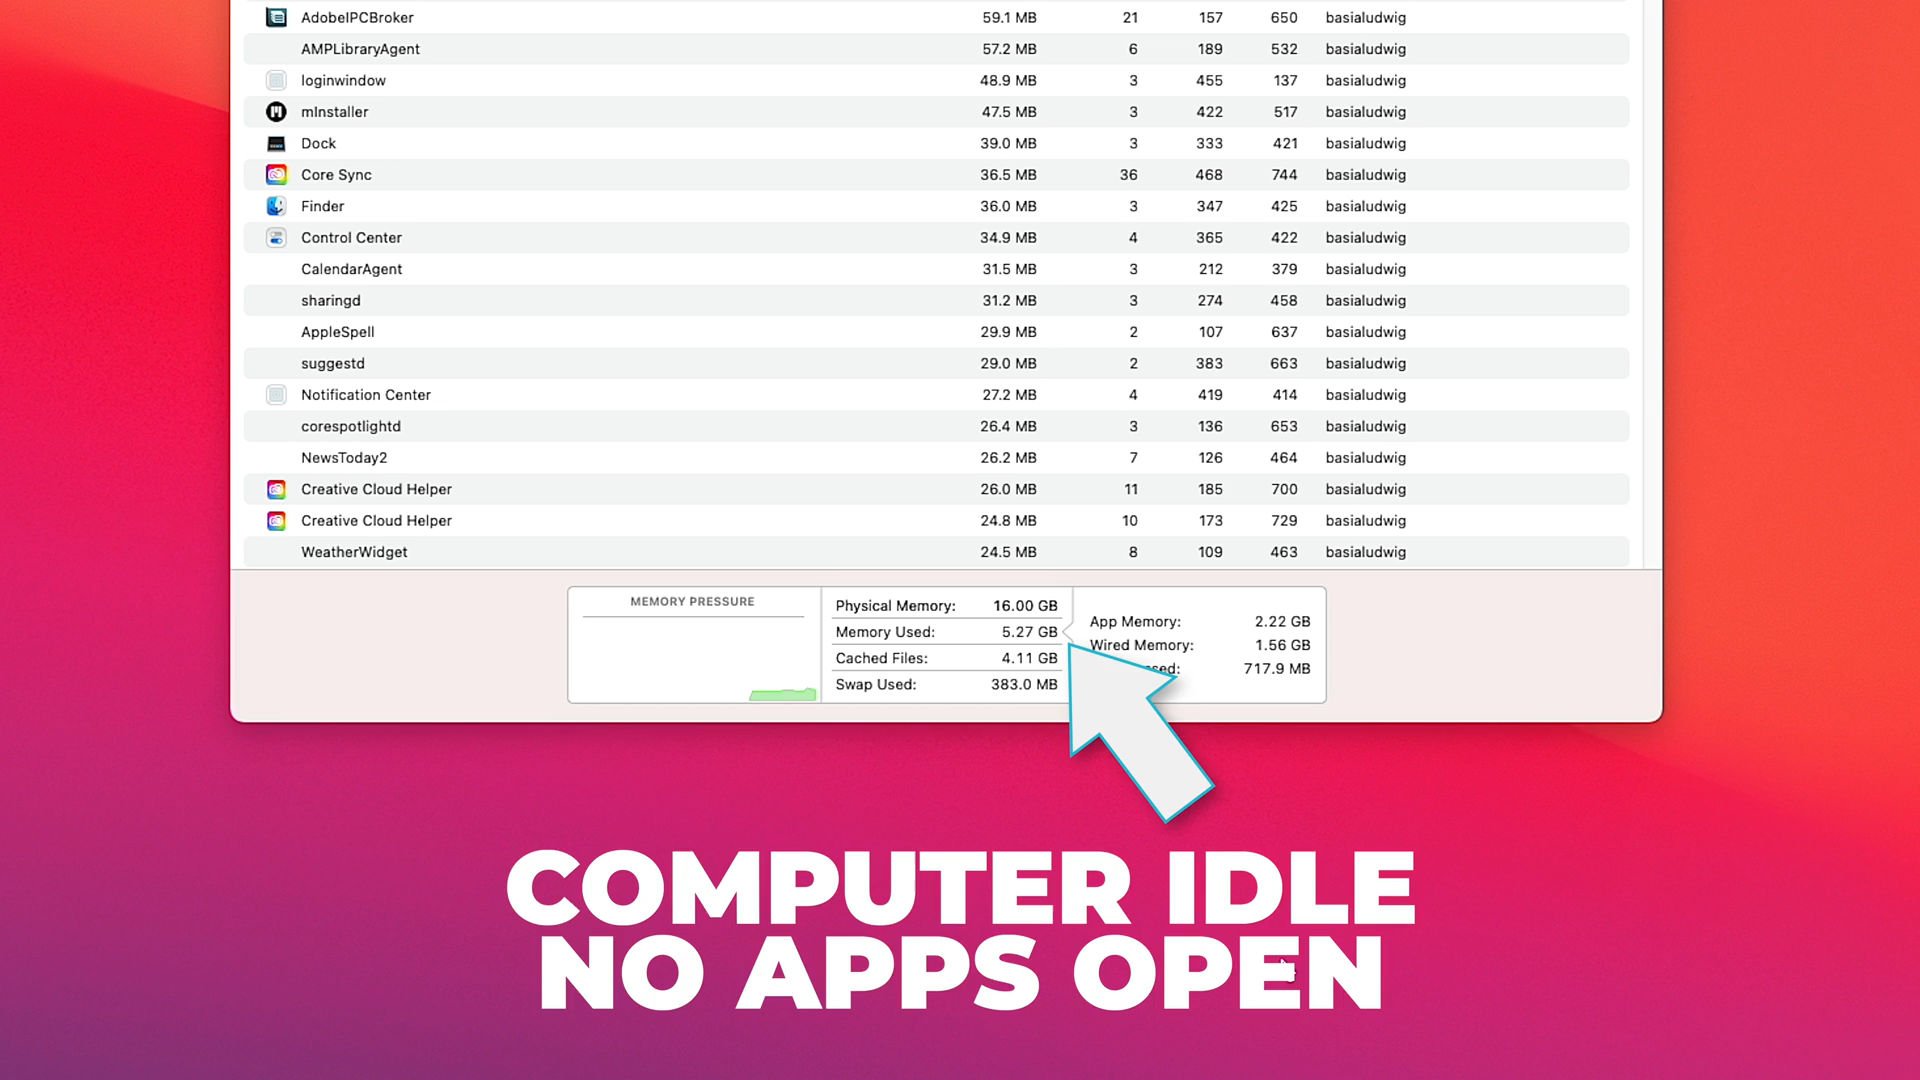 AdobeIPCBroker 59.1 MB 21 157 650 basialudwig
AMPLibraryAgent 57.2 MB 6 189 532 basialudwig
loginwindow 48.9 MB 3 455 137 basialudwig
mInstaller 47.5 MB 3 422 517 basialudwig
Dock 39.0 MB 3 333 421 basialudwig
Core Sync 36.5 MB 36 468 744 basialudwig
Finder 36.0 MB 3 347 425 basialudwig
Control Center 34.9 MB 4 365 422 basialudwig
CalendarAgent 31.5 MB 3 212 379 basialudwig
sharingd 31.2 MB 3 274 458 basialudwig
AppleSpell 29.9 MB 2 107 637 basialudwig
suggestd 29.0 MB 2 383 663 basialudwig
Notification Center 27.2 MB 4 419 414 basialudwig
corespotlightd 26.4 MB 3 136 653 basialudwig
NewsToday2 26.2 MB 7 126 464 basialudwig
Creative Cloud Helper 26.0 MB 11 185 700 basialudwig
Creative Cloud Helper 24.8 MB 10 173 729 basialudwig
WeatherWidget 24.5 MB 8 109 463 basialudwig
MEMORY PRESSURE
Physical Memory: 16.00 GB
Memory Used: 5.27 GB
Cached Files: 4.11 GB
Swap Used: 383.0 MB
App Memory: 2.22 GB
Wired Memory: 1.56 GB
717.9 MB
COMPUTER IDLE
NO APPS OPEN